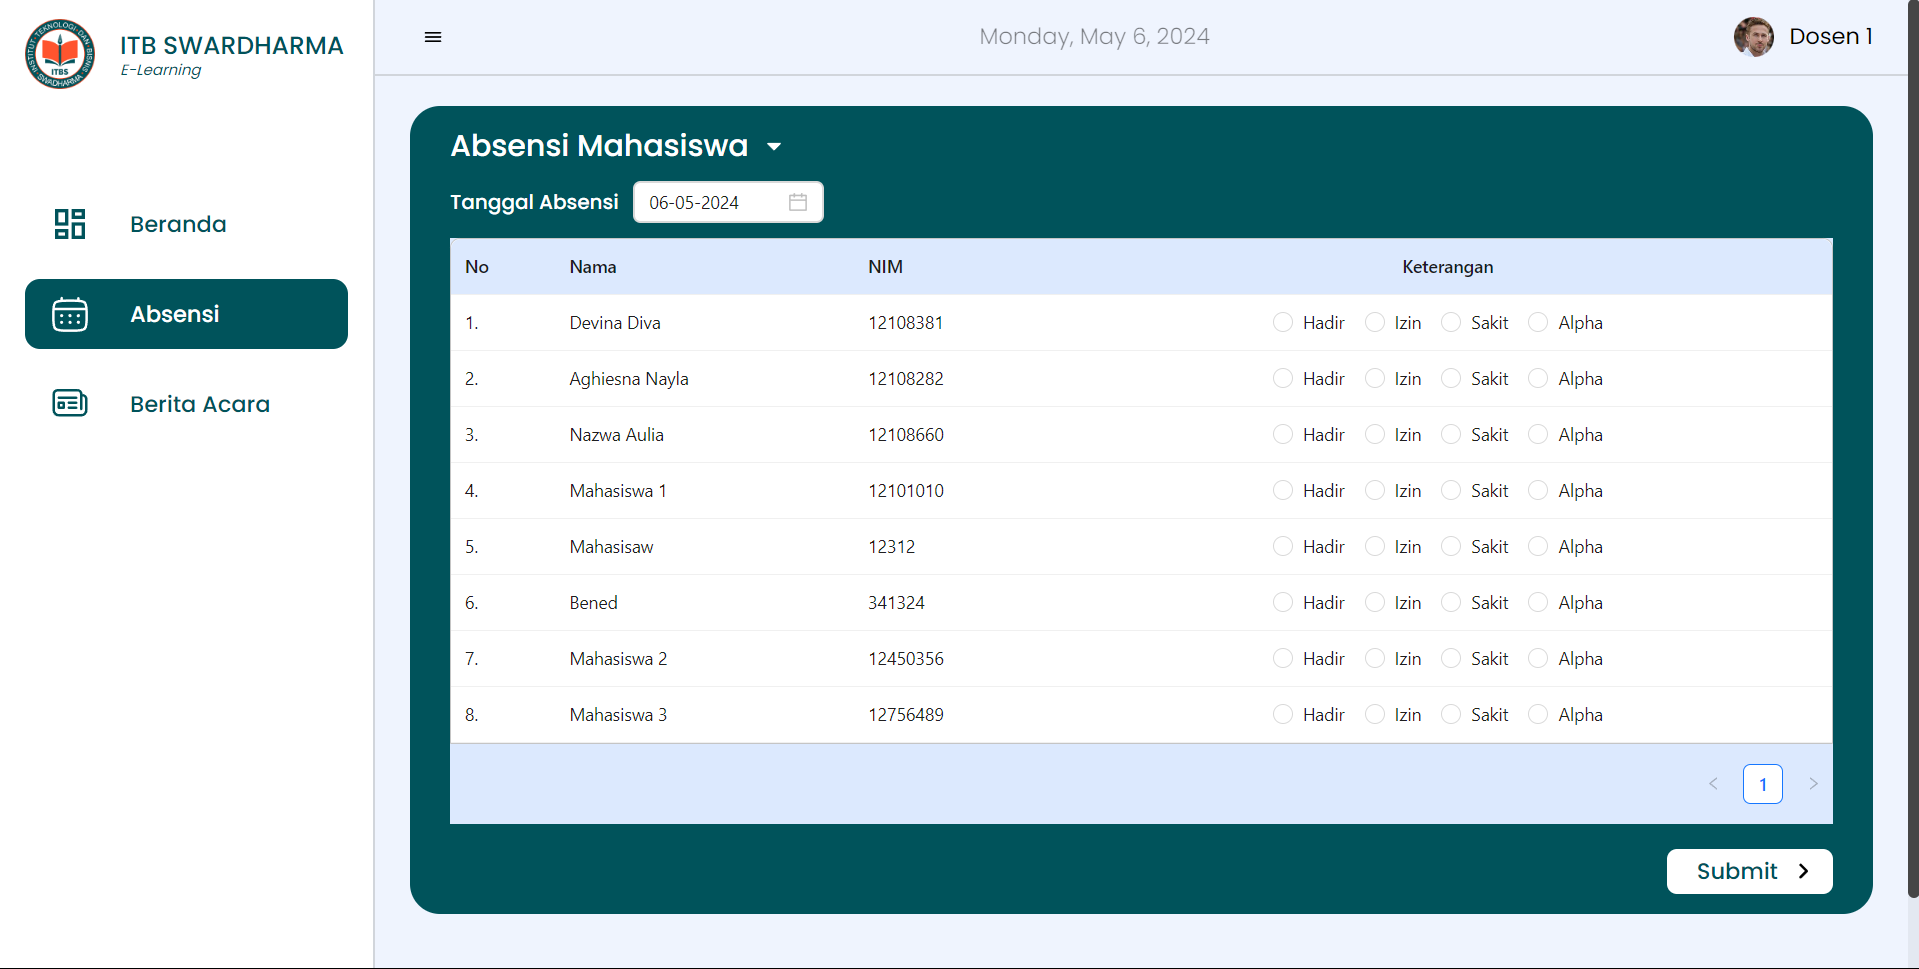 INSTITUT TEKNOLOGI DAN BISNIS
SWADHARMA
ITBS
ITB SWARDHARMA
E-Learning
Monday, May 6, 2024
Dosen 1
Beranda
Absensi
Berita Acara
Absensi Mahasiswa
Tanggal Absensi 06-05-2024
No Nama NIM Keterangan
1. Devina Diva 12108381 Hadir Izin Sakit Alpha
2. Aghiesna Nayla 12108282 Hadir Izin Sakit Alpha
3. Nazwa Aulia 12108660 Hadir Izin Sakit Alpha
4. Mahasiswa 1 12101010 Hadir Izin Sakit Alpha
5. Mahasisaw 12312 Hadir Izin Sakit Alpha
6. Bened 341324 Hadir Izin Sakit Alpha
7. Mahasiswa 2 12450356 Hadir Izin Sakit Alpha
8. Mahasiswa 3 12756489 Hadir Izin Sakit Alpha
< 1 >
Submit >